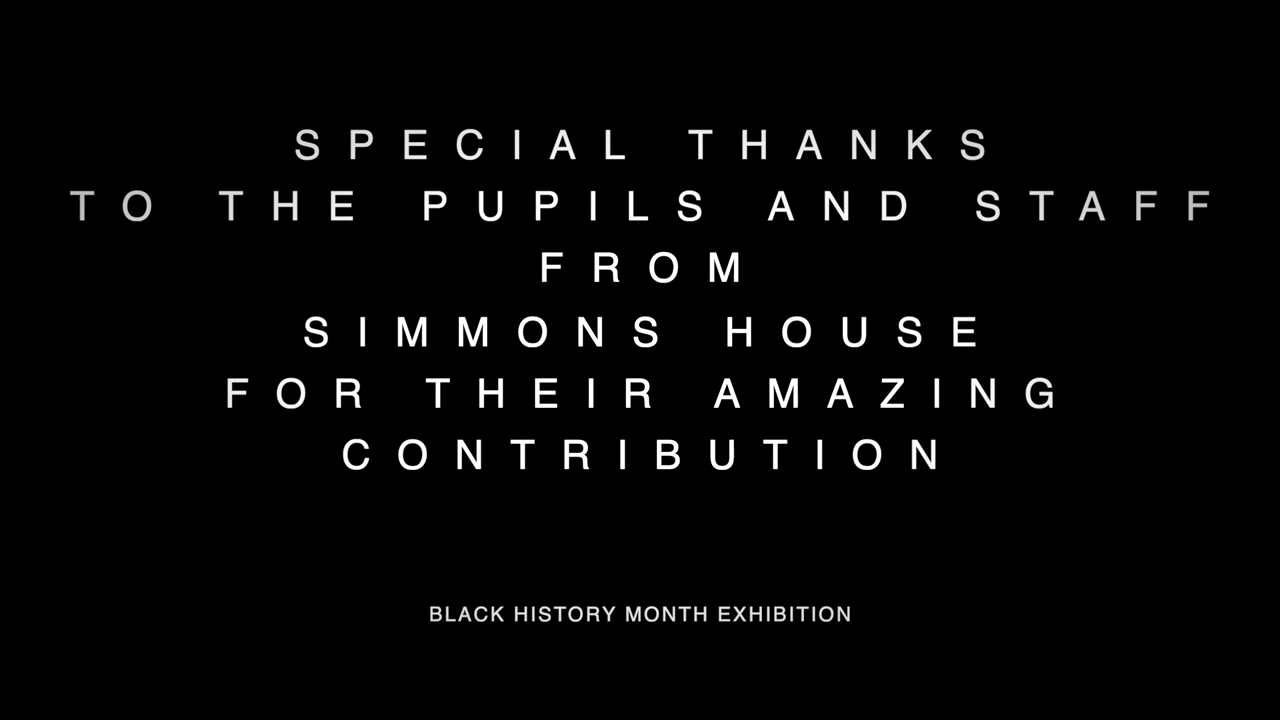 SPECIAL THANKS
TO THE PUPILS AND STAFF
FROM
SIMMONS HOUSE
FOR THEIR AMAZING
CONTRIBUTION
BLACK HISTORY MONTH EXHIBITION